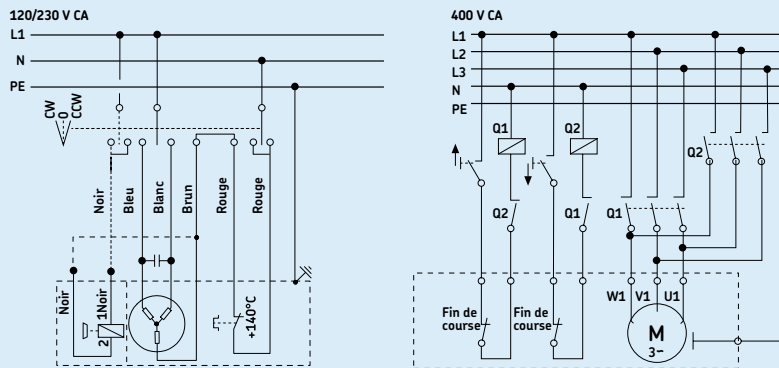 120/230 V CA
L1
N
PE
CW
0
CCW
Noir
Bleu
Blanc
Brun
Rouge
Rouge
Noir
1Noir
2
+140°C
400 V CA
L1
L2
L3
N
PE
Q1
Q2
Q2
Q2
Q1
Q1
Fin de
course
Fin de
course
W1 V1 U1
M
3~